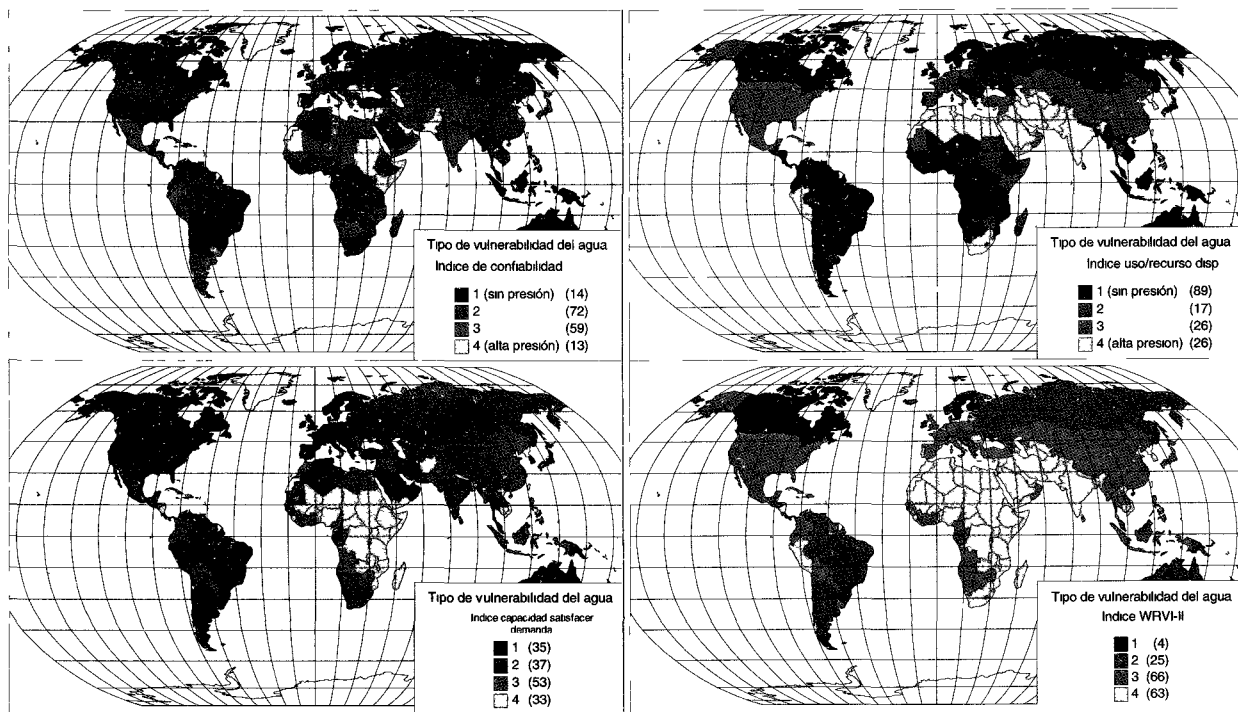 Tipo de vulnerabilidad del agua
Indice de confiabilidad
1 (sin presión) (14)
2 (72)
3 (59)
4 (alta presión) (13)
Tipo de vulnerabilidad del agua
Indice uso/recurso disp
1 (sin presión) (89)
2 (17)
3 (26)
4 (alta presion) (26)
Tipo de vulnerabilidad del agua
Indice capacidad satisfacer
demanda
1 (35)
2 (37)
3 (53)
4 (33)
Tipo de vulnerabilidad del agua
Indice WRVI-II
1 (4)
2 (25)
3 (66)
4 (63)